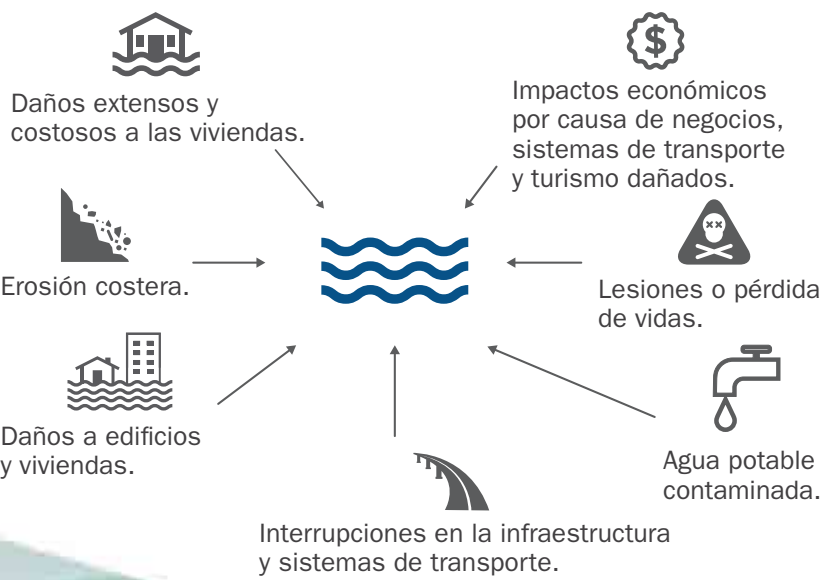 Daños extensos y
costosos a las viviendas.
Impactos económicos
por causa de negocios,
sistemas de transporte
y turismo dañados.
Erosión costera.
Lesiones o pérdida
de vidas.
Daños a edificios
y viviendas.
Agua potable
contaminada.
Interrupciones en la infraestructura
y sistemas de transporte.